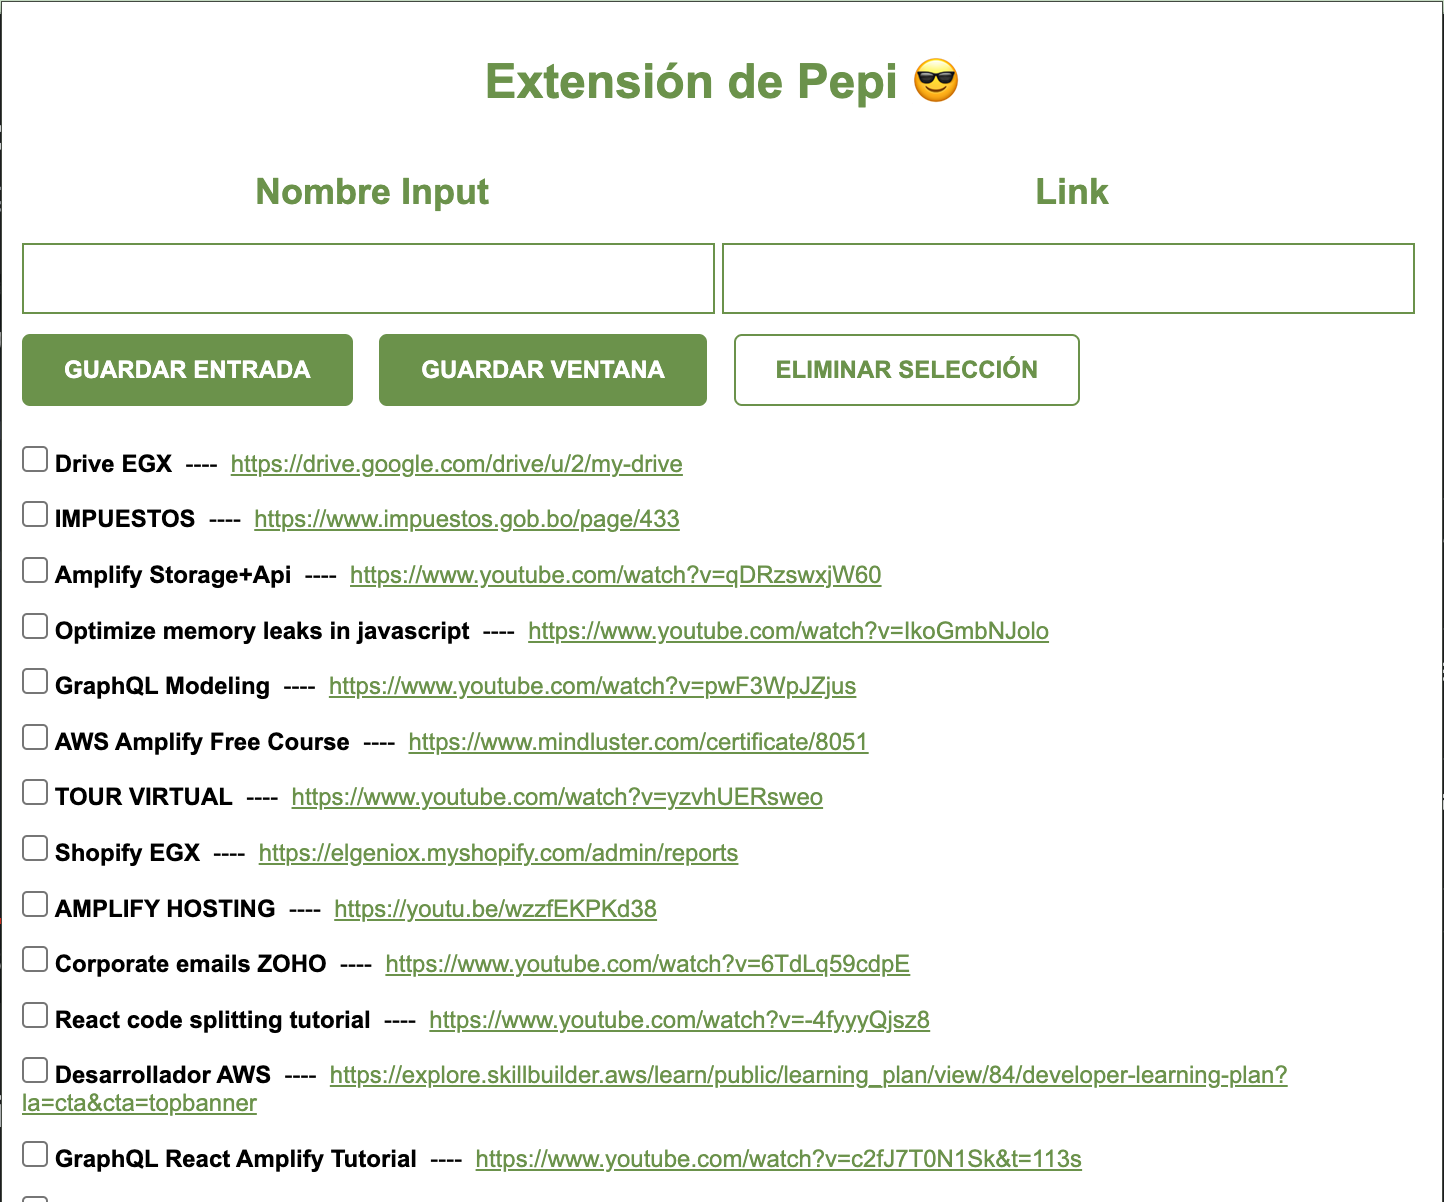 Extensión de Pepi 😎
Nombre Input
Link
GUARDAR ENTRADA
GUARDAR VENTANA
ELIMINAR SELECCIÓN
Drive EGX ---- https://drive.google.com/drive/u/2/my-drive
IMPUESTOS ---- https://www.impuestos.gob.bo/page/433
Amplify Storage+Api ---- https://www.youtube.com/watch?v=qDRzswxjW60
Optimize memory leaks in javascript ---- https://www.youtube.com/watch?v=IkoGmbNJolo
GraphQL Modeling ---- https://www.youtube.com/watch?v=pwF3WpJZjus
AWS Amplify Free Course ---- https://www.mindluster.com/certificate/8051
TOUR VIRTUAL ---- https://www.youtube.com/watch?v=yzvhUERsweo
Shopify EGX ---- https://elgeniox.myshopify.com/admin/reports
AMPLIFY HOSTING ---- https://youtu.be/wzzfEKPKd38
Corporate emails ZOHO ---- https://www.youtube.com/watch?v=6TdLq59cdpE
React code splitting tutorial ---- https://www.youtube.com/watch?v=-4fyyyQjsz8
Desarrollador AWS ---- https://explore.skillbuilder.aws/learn/public/learning_plan/view/84/developer-learning-plan?
la=cta&cta=topbanner
GraphQL React Amplify Tutorial ---- https://www.youtube.com/watch?v=c2fJ7T0N1Sk&t=113s